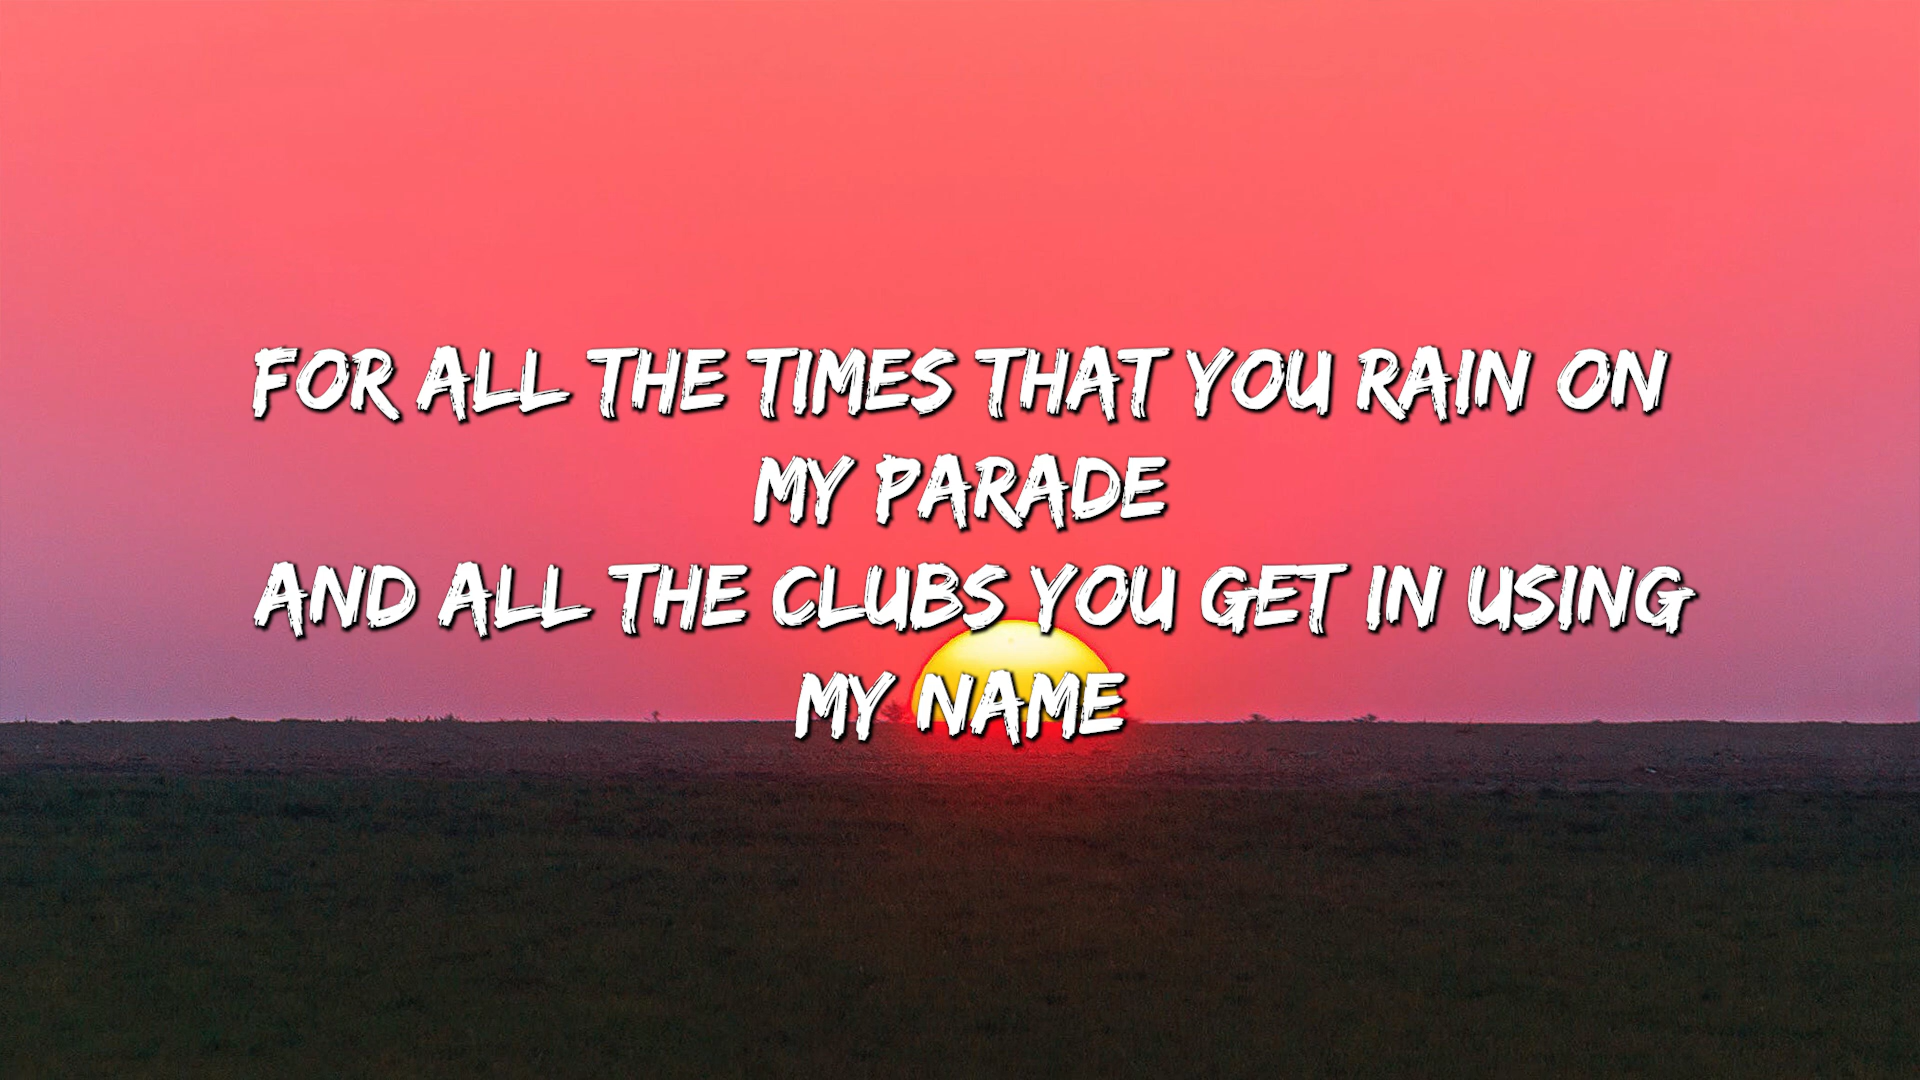 FOR ALL THE TIMES THAT YOU RAIN ON
MY PARADE
AND ALL THE CLUBS YOU GET IN USING
MY NAME